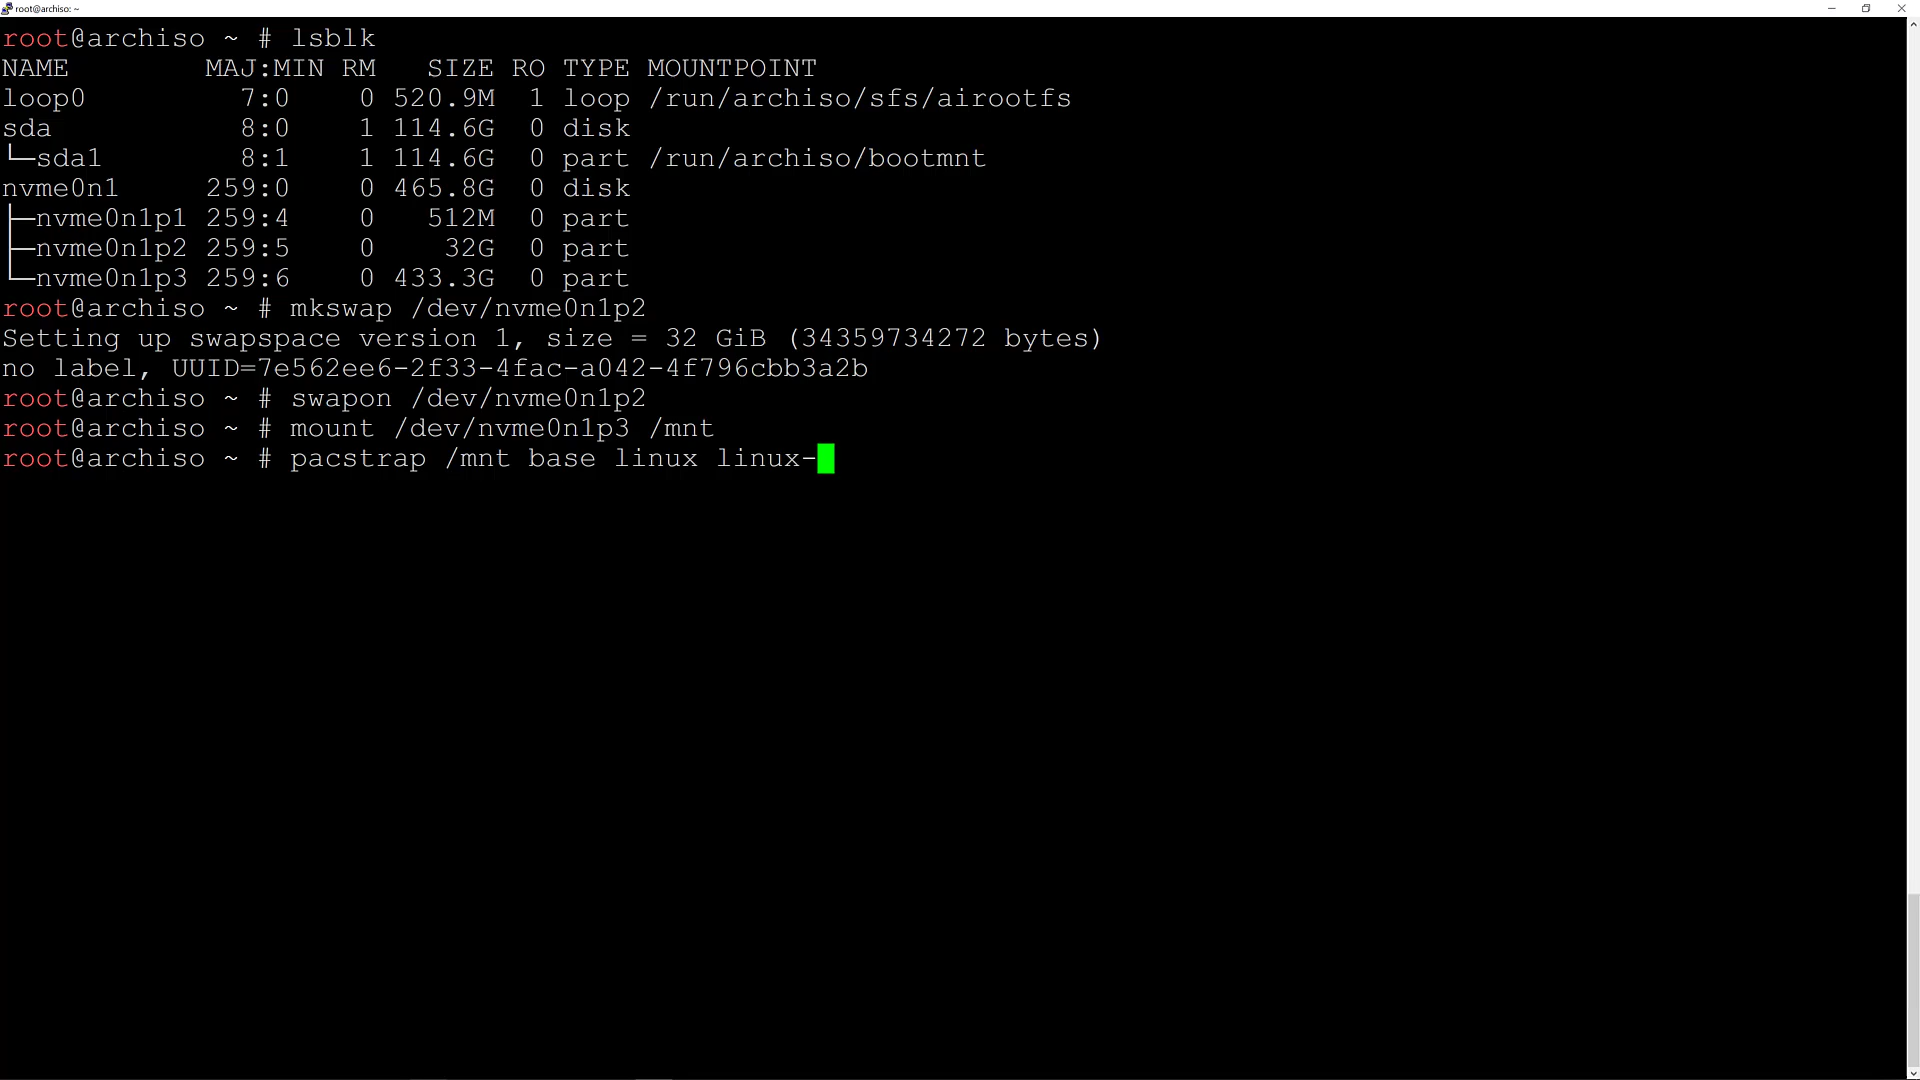 root@archiso: ~
root@archiso ~ # lsblk
NAME        MAJ:MIN RM   SIZE RO TYPE MOUNTPOINT
loop0         7:0    0 520.9M  1 loop /run/archiso/sfs/airootfs
sda           8:0    1 114.6G  0 disk
└─sda1        8:1    1 114.6G  0 part /run/archiso/bootmnt
nvme0n1     259:0    0 465.8G  0 disk
├─nvme0n1p1 259:4    0   512M  0 part
├─nvme0n1p2 259:5    0    32G  0 part
└─nvme0n1p3 259:6    0 433.3G  0 part
root@archiso ~ # mkswap /dev/nvme0n1p2
Setting up swapspace version 1, size = 32 GiB (34359734272 bytes)
no label, UUID=7e562ee6-2f33-4fac-a042-4f796cbb3a2b
root@archiso ~ # swapon /dev/nvme0n1p2
root@archiso ~ # mount /dev/nvme0n1p3 /mnt
root@archiso ~ # pacstrap /mnt base linux linux-